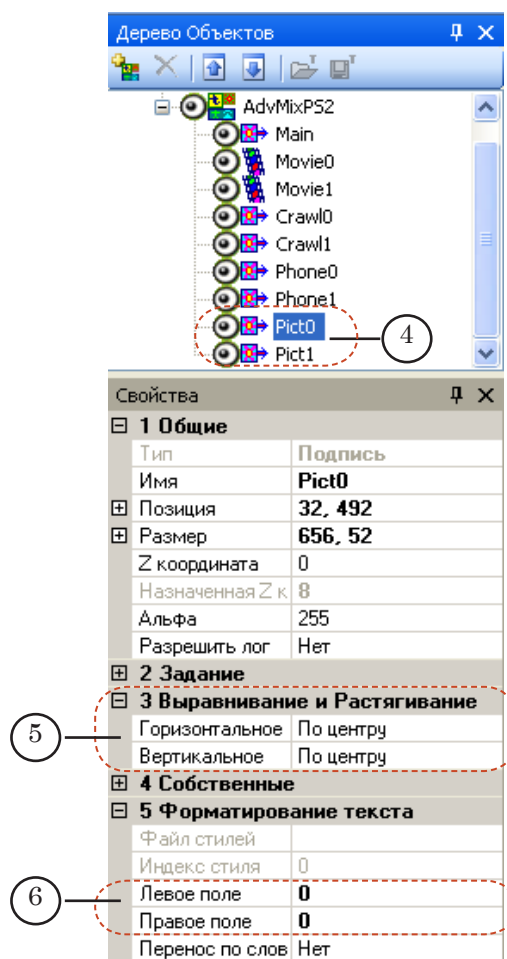 Дерево Объектов
AdvMixPS2
Main
Movie0
Movie1
Crawl0
Crawl1
Phone0
Phone1
Pict0
4
Pict1
Свойства
1 Общие
Тип Подпись
Имя Pict0
Позиция 32, 492
Размер 656, 52
Z координата 0
Назначенная Z к 8
Альфа 255
Разрешить лог Нет
2 Задание
3 Выравнивание и Растягивание
5
Горизонтальное По центру
Вертикальное По центру
4 Собственные
5 Форматирование текста
Файл стилей
Индекс стиля 0
6
Левое поле 0
Правое поле 0
Перенос по слов Нет